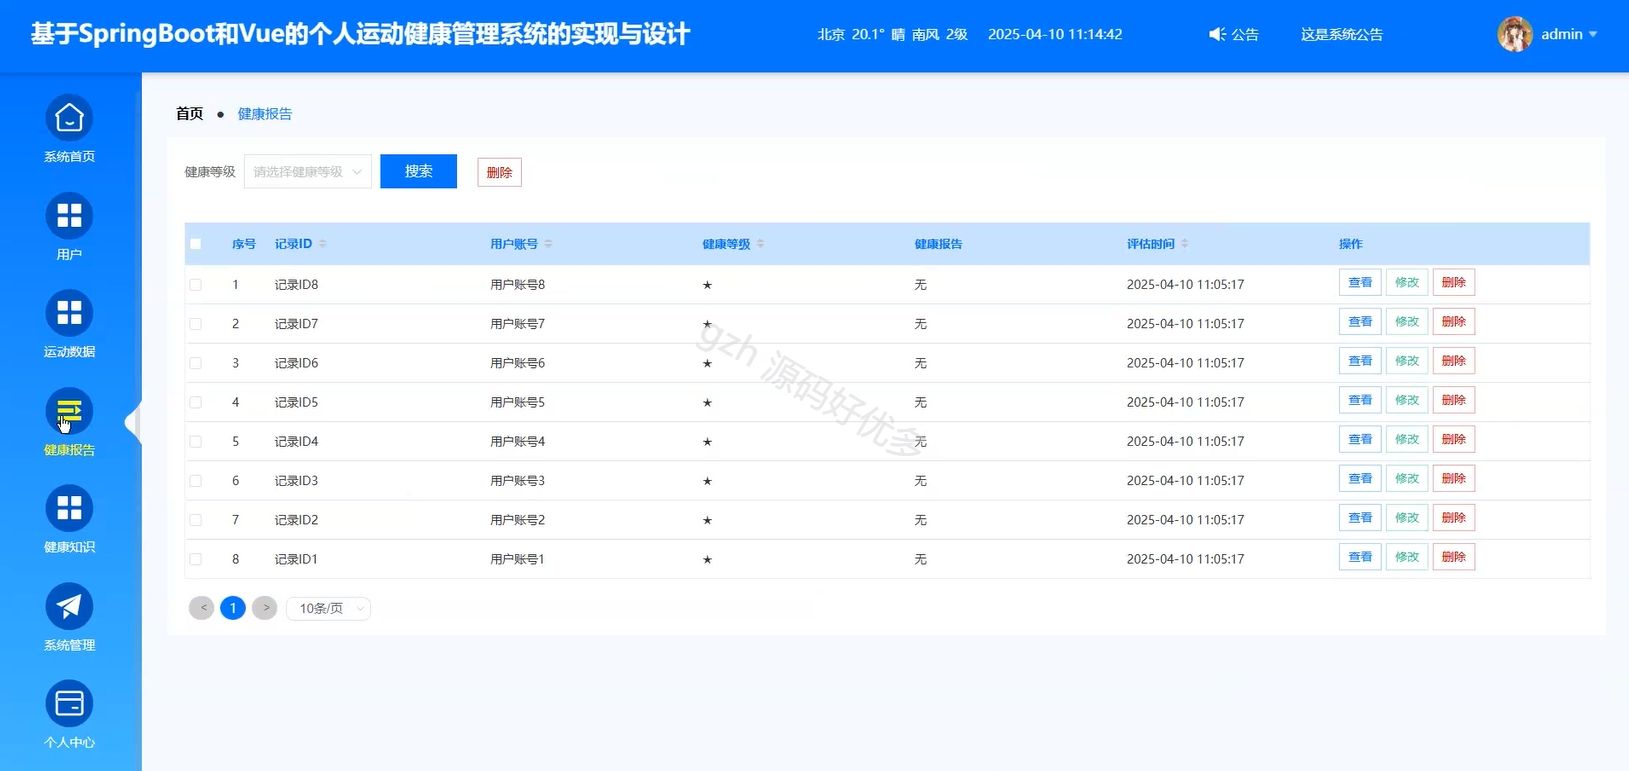 基于SpringBoot和Vue的个人运动健康管理系统的实现与设计
北京 20.1° 晴 南风 2级 2025-04-10 11:14:42 公告 这是系统公告 admin
系统首页
用户
运动数据
健康报告
健康知识
系统管理
个人中心
首页 ● 健康报告
健康等级 请选择健康等级 搜索 删除
序号 记录ID 用户账号 健康等级 健康报告 评估时间 操作
1 记录ID8 用户账号8 ★ 无 2025-04-10 11:05:17 查看 修改 删除
2 记录ID7 用户账号7 ★ 无 2025-04-10 11:05:17 查看 修改 删除
3 记录ID6 用户账号6 ★ 无 2025-04-10 11:05:17 查看 修改 删除
4 记录ID5 用户账号5 ★ 无 2025-04-10 11:05:17 查看 修改 删除
5 记录ID4 用户账号4 ★ 无 2025-04-10 11:05:17 查看 修改 删除
6 记录ID3 用户账号3 ★ 无 2025-04-10 11:05:17 查看 修改 删除
7 记录ID2 用户账号2 ★ 无 2025-04-10 11:05:17 查看 修改 删除
8 记录ID1 用户账号1 ★ 无 2025-04-10 11:05:17 查看 修改 删除
gzh 源码好优多
< 1 > 10条/页